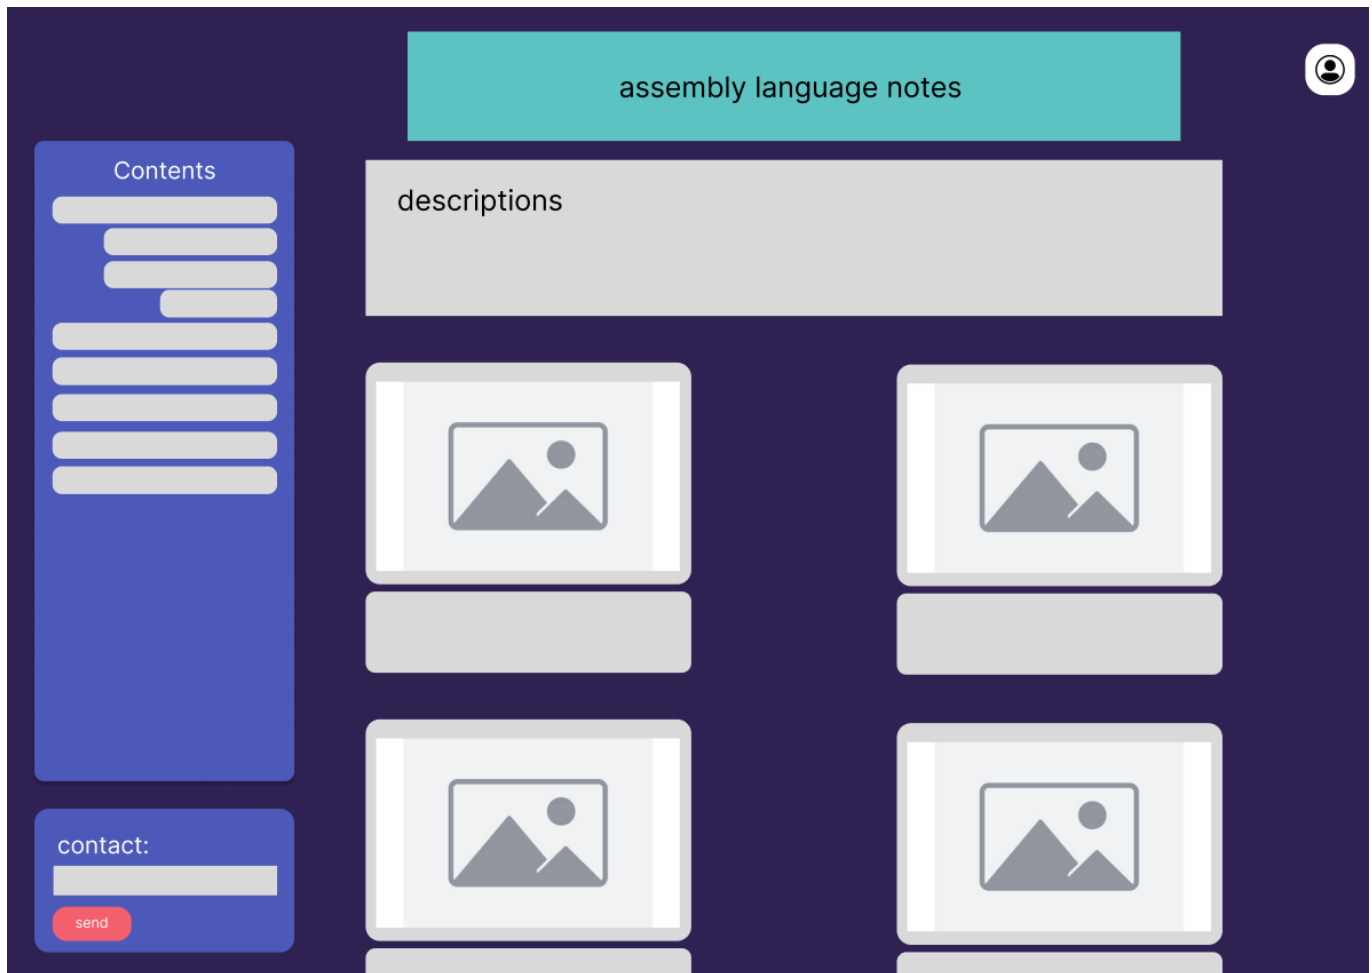 assembly language notes
Contents
descriptions
contact:
send